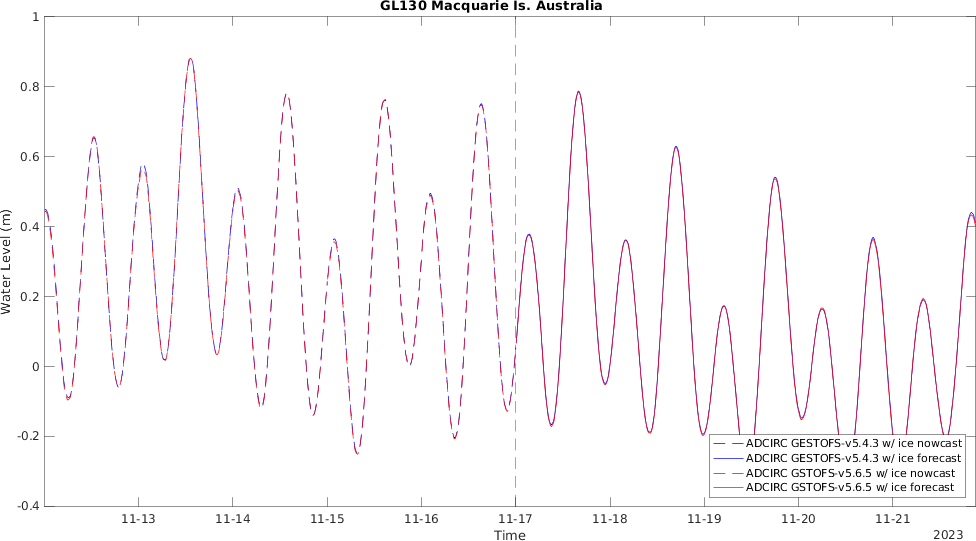 GL130 Macquarie Is. Australia
Water Level (m)
1
0.8
0.6
0.4
0.2
0
-0.2
-0.4
ADCIRC GESTOFS-v5.4.3 w/ ice nowcast
ADCIRC GESTOFS-v5.4.3 w/ ice forecast
ADCIRC GSTOFS-v5.6.5 w/ ice nowcast
ADCIRC GSTOFS-v5.6.5 w/ ice forecast
11-13 11-14 11-15 11-16 11-17 11-18 11-19 11-20 11-21
Time
2023